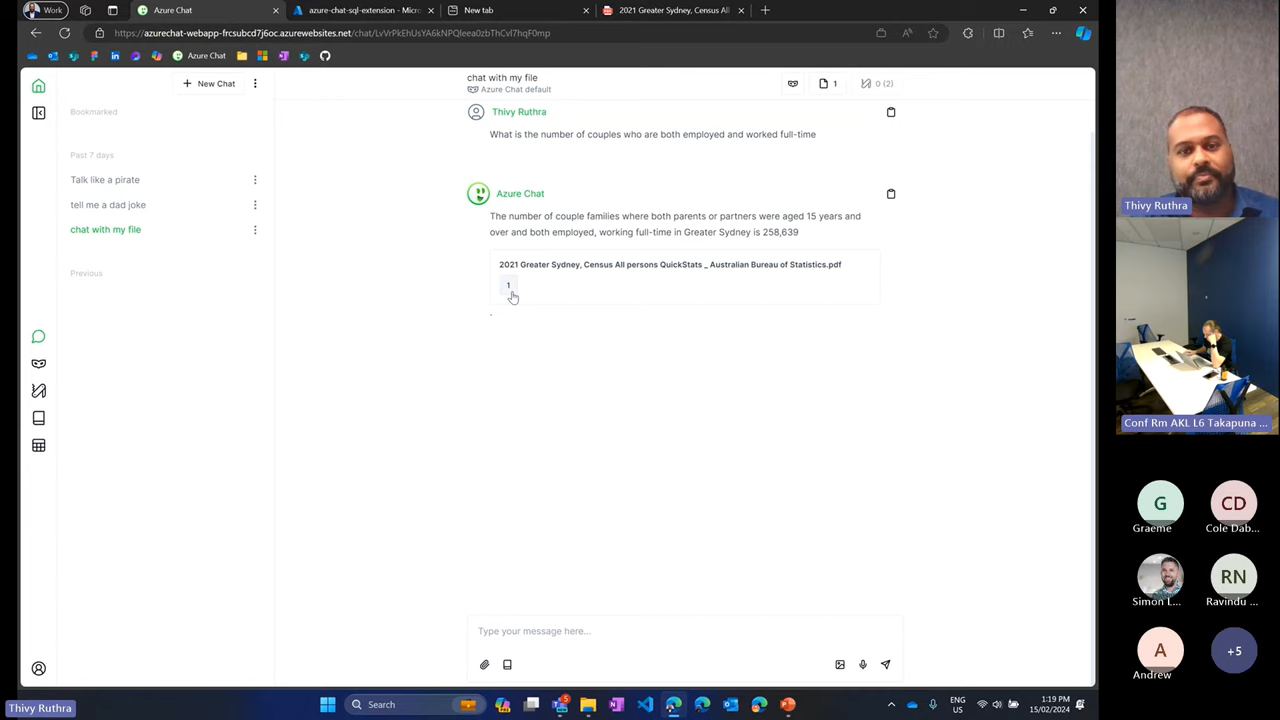 Work
Azure Chat
azure-chat-sql-extension - Micro
New tab
2021 Greater Sydney, Census All
https://azurechat-webapp-frcsubcd7j6oc.azurewebsites.net/chat/LvVrPkEhUsYA6kNPQleea0zbThCvl7hqF0mp
Azure Chat
New Chat
Bookmarked
Past 7 days
Talk like a pirate
tell me a dad joke
chat with my file
Previous
chat with my file
Azure Chat default
1
0 (2)
Thivy Ruthra
What is the number of couples who are both employed and worked full-time
Azure Chat
The number of couple families where both parents or partners were aged 15 years and
over and both employed, working full-time in Greater Sydney is 258,639
2021 Greater Sydney, Census All persons QuickStats _ Australian Bureau of Statistics.pdf
1
.
Type your message here...
Thivy Ruthra
Conf Rm AKL L6 Takapuna ...
G
Graeme
CD
Cole Dab...
Simon L...
RN
Ravindu ...
A
Andrew
+5
Thivy Ruthra
Search
5
ENG
US
1:19 PM
15/02/2024